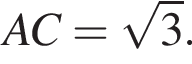 AC = √3.